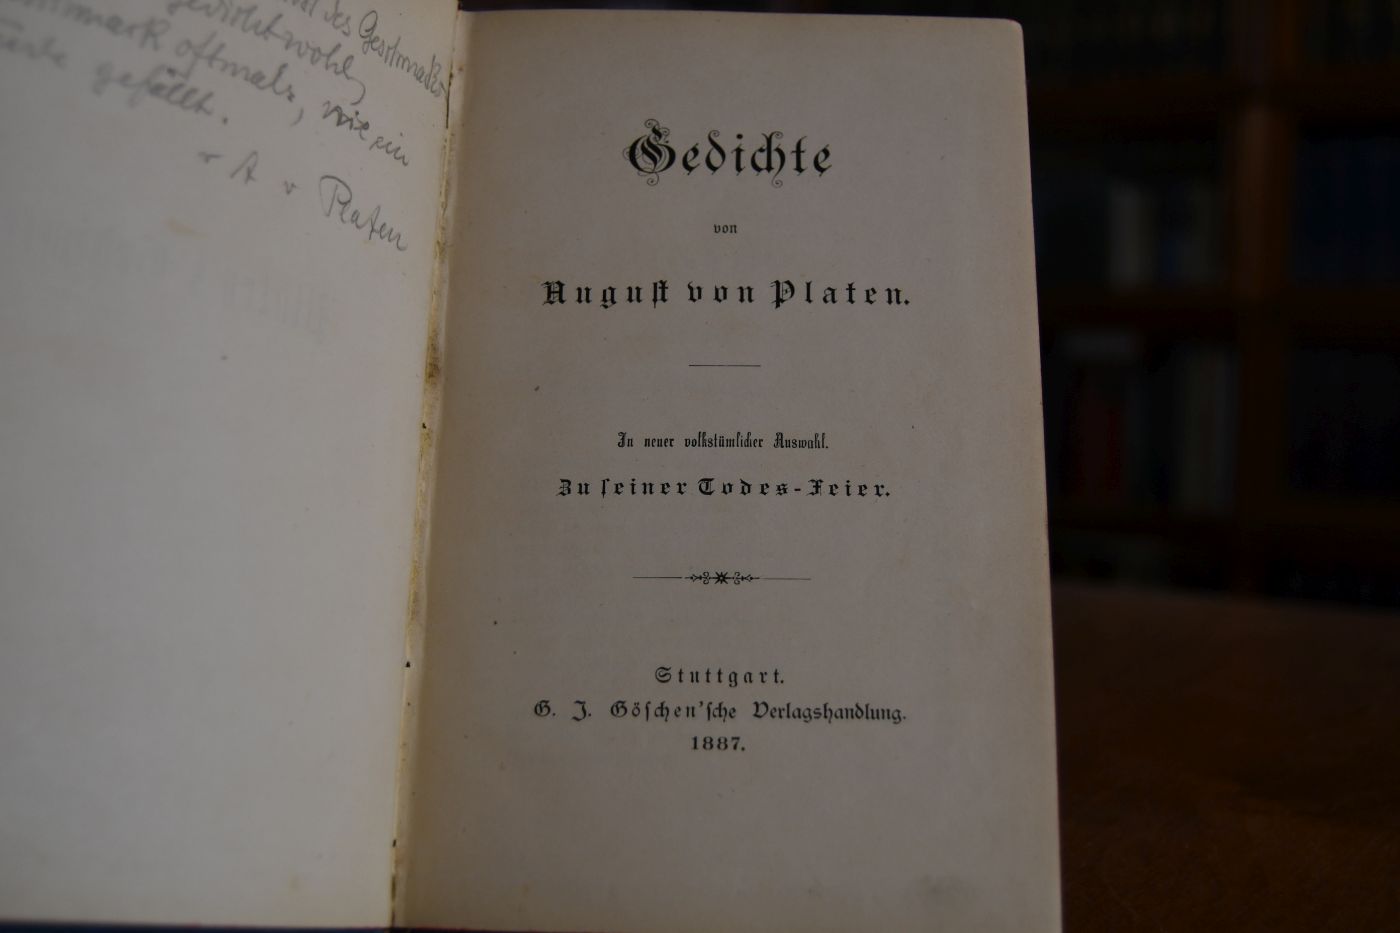 des Geschmacks
gedicht wohl,
oftmals, wie ein
gefällt.
v A v Platen
Gedichte
von
August von Platen.
In neuer volkstümlicher Auswahl.
Zu seiner Todes-Feier.
Stuttgart.
G. J. Göschen'sche Verlagshandlung.
1887.